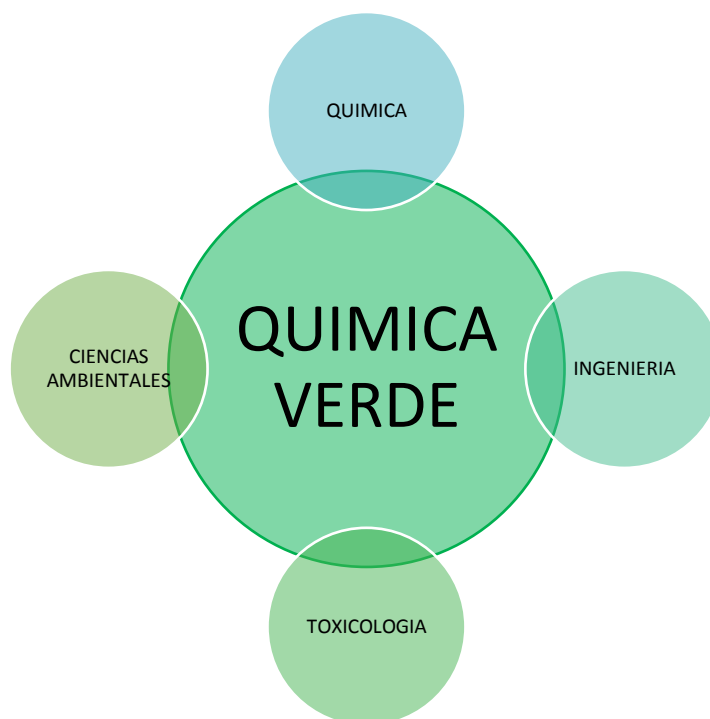 QUIMICA
QUIMICA
VERDE
CIENCIAS
AMBIENTALES
INGENIERIA
TOXICOLOGIA